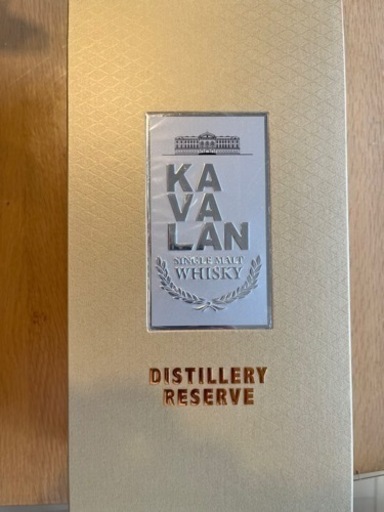 KA
VA
LAN
SINGLE MALT
WHISKY
DISTILLERY
RESERVE